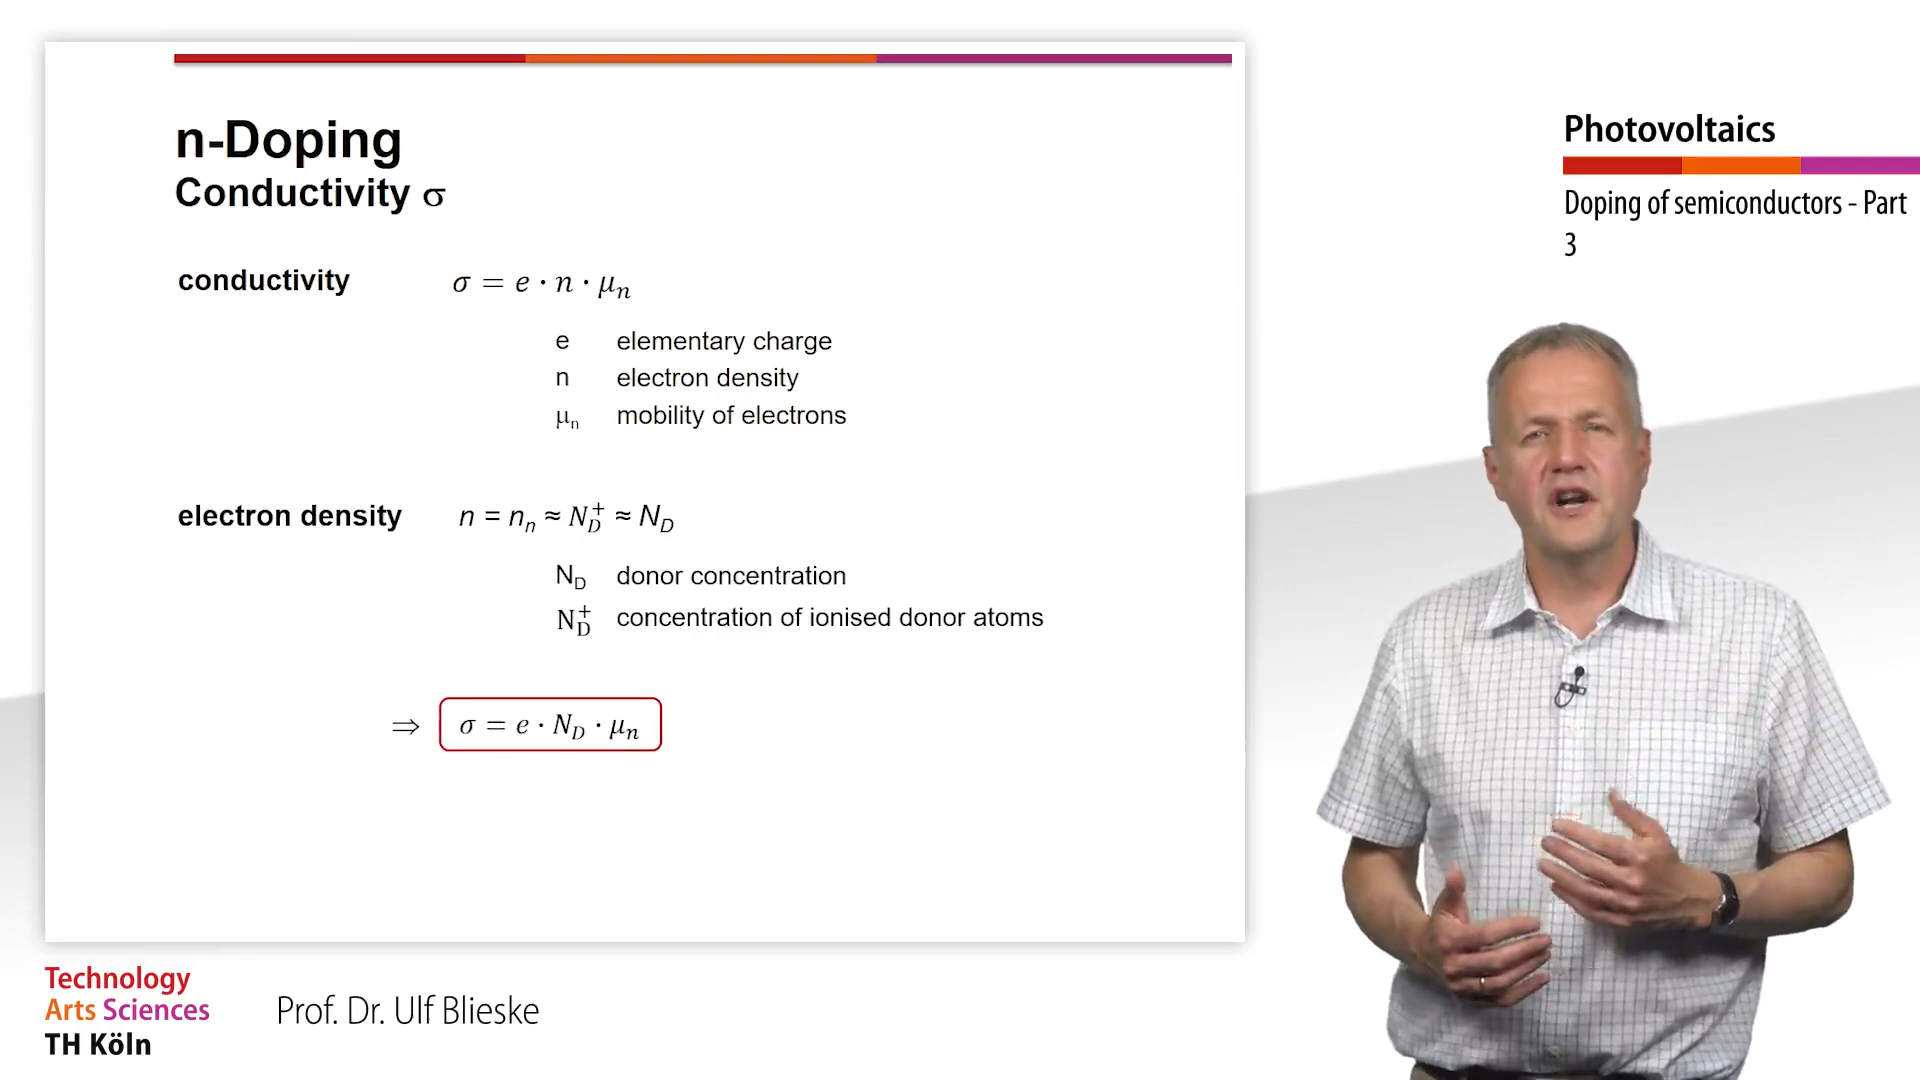 n-Doping
Conductivity σ
conductivity σ = e · n · μn
e elementary charge
n electron density
μn mobility of electrons
electron density n = nn ≈ ND+ ≈ ND
ND donor concentration
ND+ concentration of ionised donor atoms
⇒ σ = e · ND · μn
Photovoltaics
Doping of semiconductors - Part
3
Technology
Arts Sciences
TH Köln
Prof. Dr. Ulf Blieske